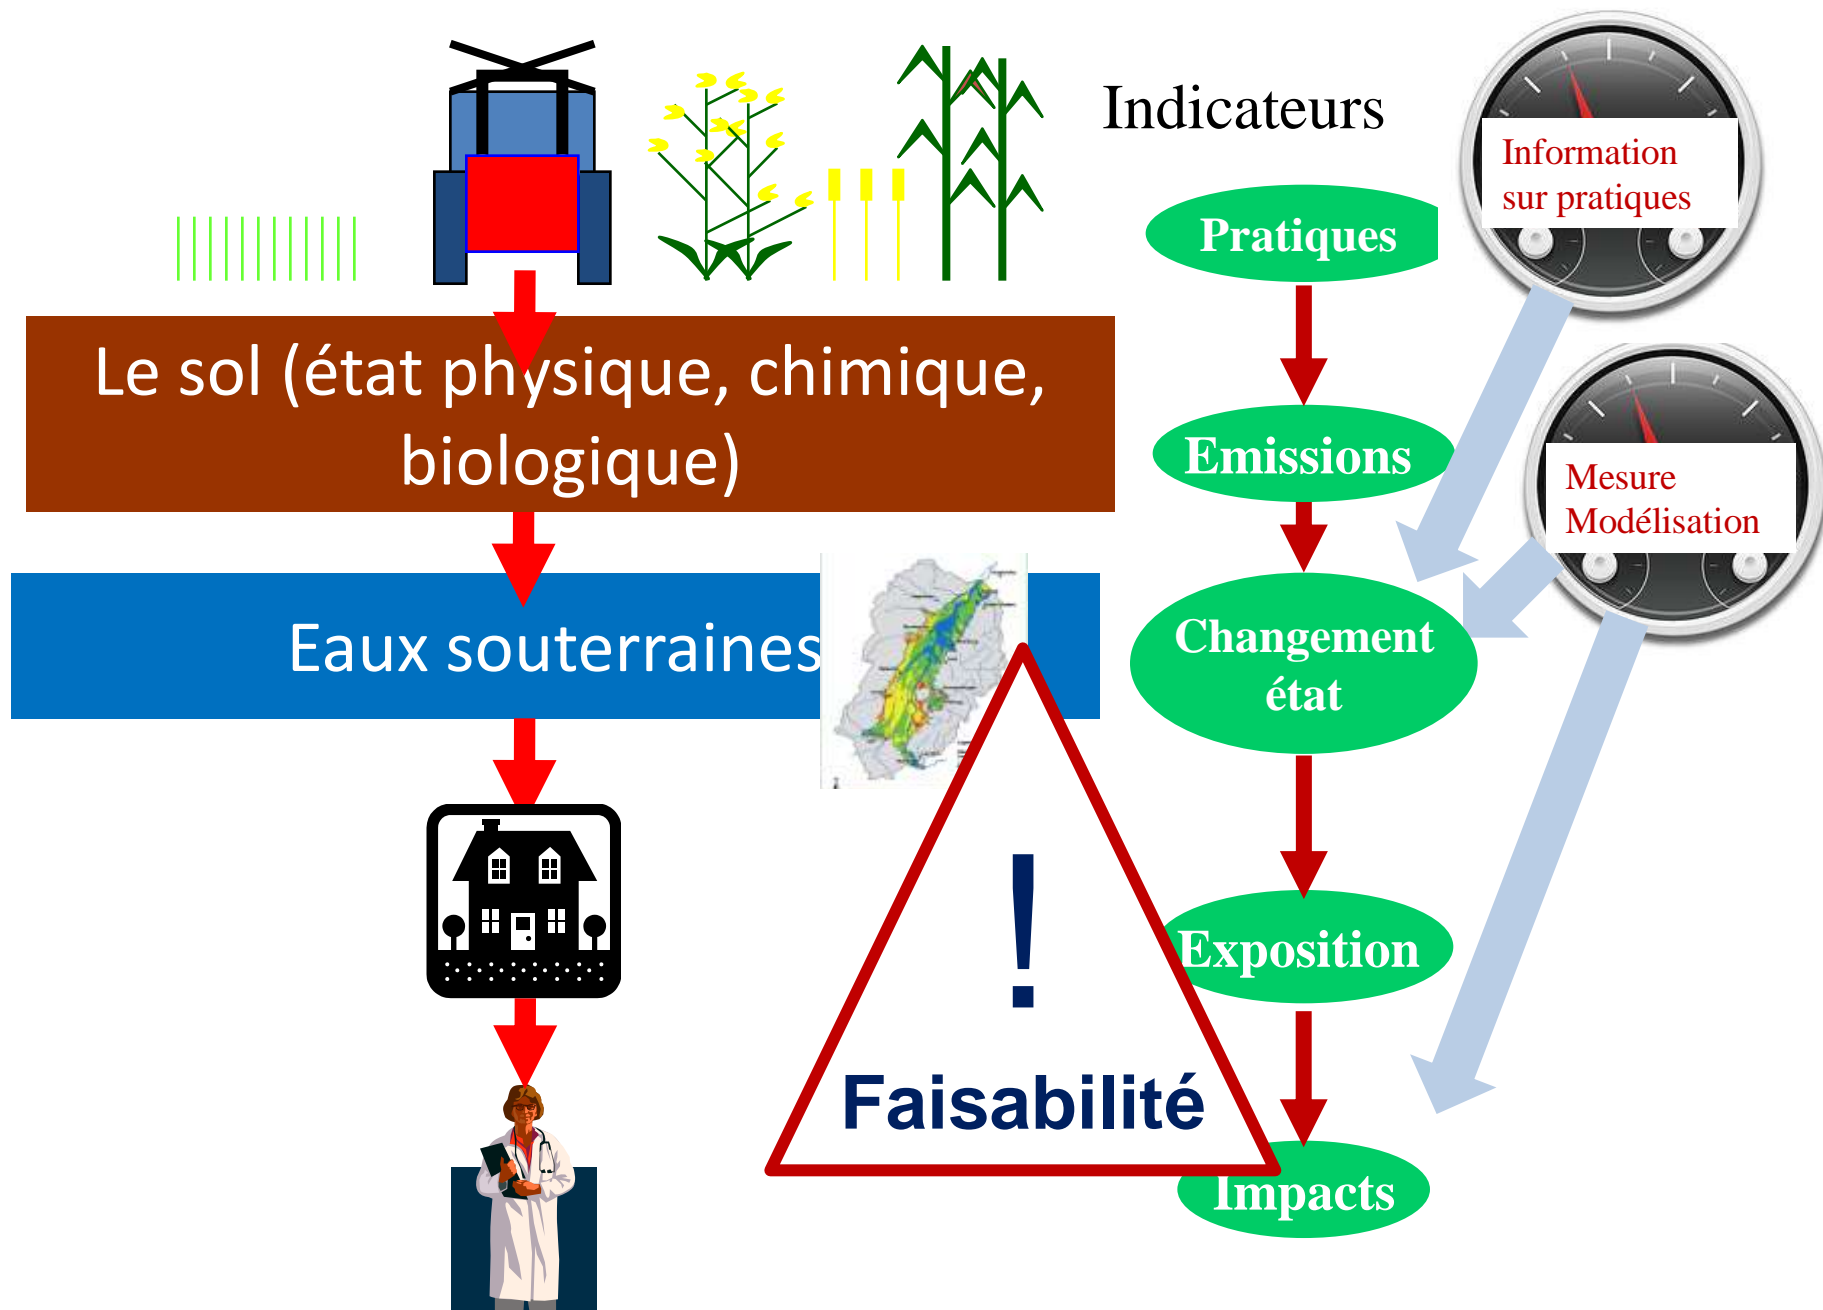 Indicateurs
Information
sur pratiques
Pratiques
Le sol (état physique, chimique,
biologique)
Emissions
Mesure
Modélisation
Eaux souterraines
Changement
état
!
Exposition
Faisabilité
Impacts